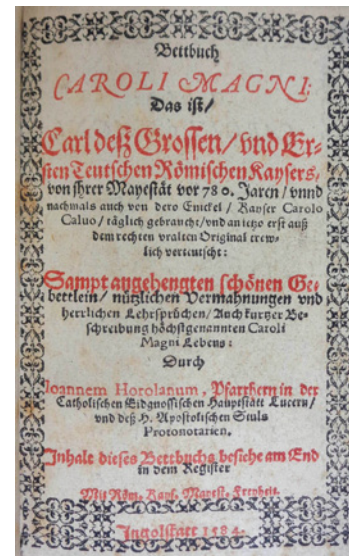 Bettbuch
CAROLI MAGNI:
Das ist/
Carl deß Grossen/ vnd Er-
sten Teutschen Römischen Kaysers,
von jhrer Mayestät vor 780. Jaren/ vnnd
nachmals auch von dero Enickel/ Kayser Carolo
Caluo/ täglich gebraucht/ vnd an jetzo erst auß
dem rechten vralten Original trew-
lich verteutscht:
Sampt angehengten schönen Ge-
bettlein/ nützlichen Vermahnungen vnd
herrlichen Lehrsprüchen/ Auch kurtzer Be-
schreibung höchstgenannten Caroli
Magni Lebens:
Durch
Ioannem Horolanum, Pfarrhern in der
Catholischen Eidgnossischen Hauptstatt Lucern/
vnd deß H. Apostolischen Stuls
Protonotarien.
Inhalt dieses Bettbuchs besihe am End
in dem Register
Mit Röm. Kays. Mayest. Freyheit.
Ingolstatt 1584.